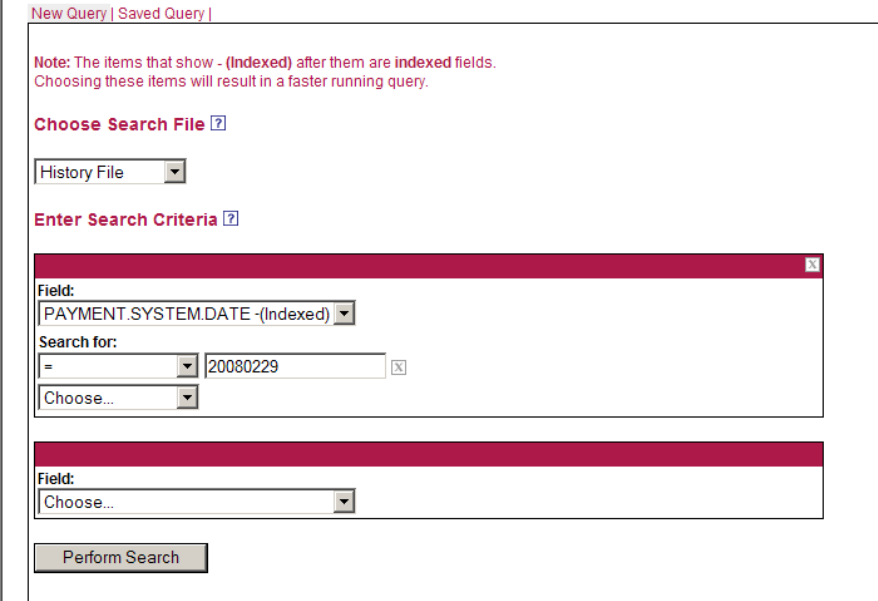 New Query | Saved Query |
Note: The items that show - (Indexed) after them are indexed fields.
Choosing these items will result in a faster running query.
Choose Search File ?
History File
Enter Search Criteria ?
X
Field:
PAYMENT.SYSTEM.DATE -(Indexed)
Search for:
= 20080229 X
Choose...
Field:
Choose...
Perform Search